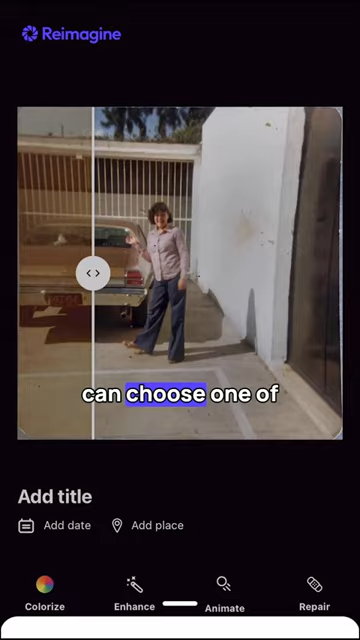 Reimagine
can choose one of
Add title
Add date
Add place
Colorize
Enhance
Animate
Repair